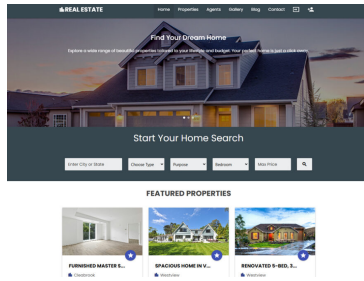 REAL ESTATE
Home Properties Agents Gallery Blog Contact
Find Your Dream Home
Explore a wide range of beautiful properties tailored to your lifestyle and budget. Your perfect home is just a click away.
Start Your Home Search
Enter City or State Choose Type Purpose Bedroom Max Price
FEATURED PROPERTIES
FURNISHED MASTER S... SPACIOUS HOME IN V... RENOVATED 5-BED, 3...
Crestbrook Westview Westview